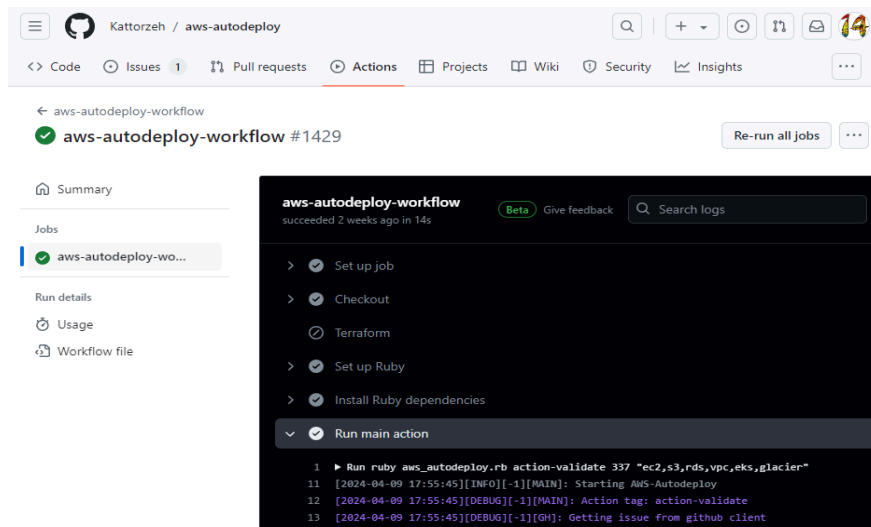 Kattorzeh / aws-autodeploy
Code Issues 1 Pull requests Actions Projects Wiki Security Insights
← aws-autodeploy-workflow
aws-autodeploy-workflow #1429
Re-run all jobs
Summary
Jobs
aws-autodeploy-wo...
Run details
Usage
Workflow file
aws-autodeploy-workflow
succeeded 2 weeks ago in 14s
Beta Give feedback
Search logs
Set up job
Checkout
Terraform
Set up Ruby
Install Ruby dependencies
Run main action
1 ▶ Run ruby aws_autodeploy.rb action-validate 337 "ec2,s3,rds,vpc,eks,glacier"
11 [2024-04-09 17:55:45][INFO][-1][MAIN]: Starting AWS-Autodeploy
12 [2024-04-09 17:55:45][DEBUG][-1][MAIN]: Action tag: action-validate
13 [2024-04-09 17:55:45][DEBUG][-1][GH]: Getting issue from github client